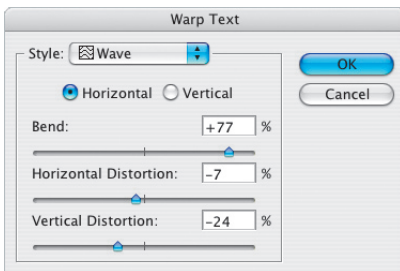 Warp Text
Style: Wave
OK
Horizontal Vertical
Cancel
Bend: +77 %
Horizontal Distortion: -7 %
Vertical Distortion: -24 %